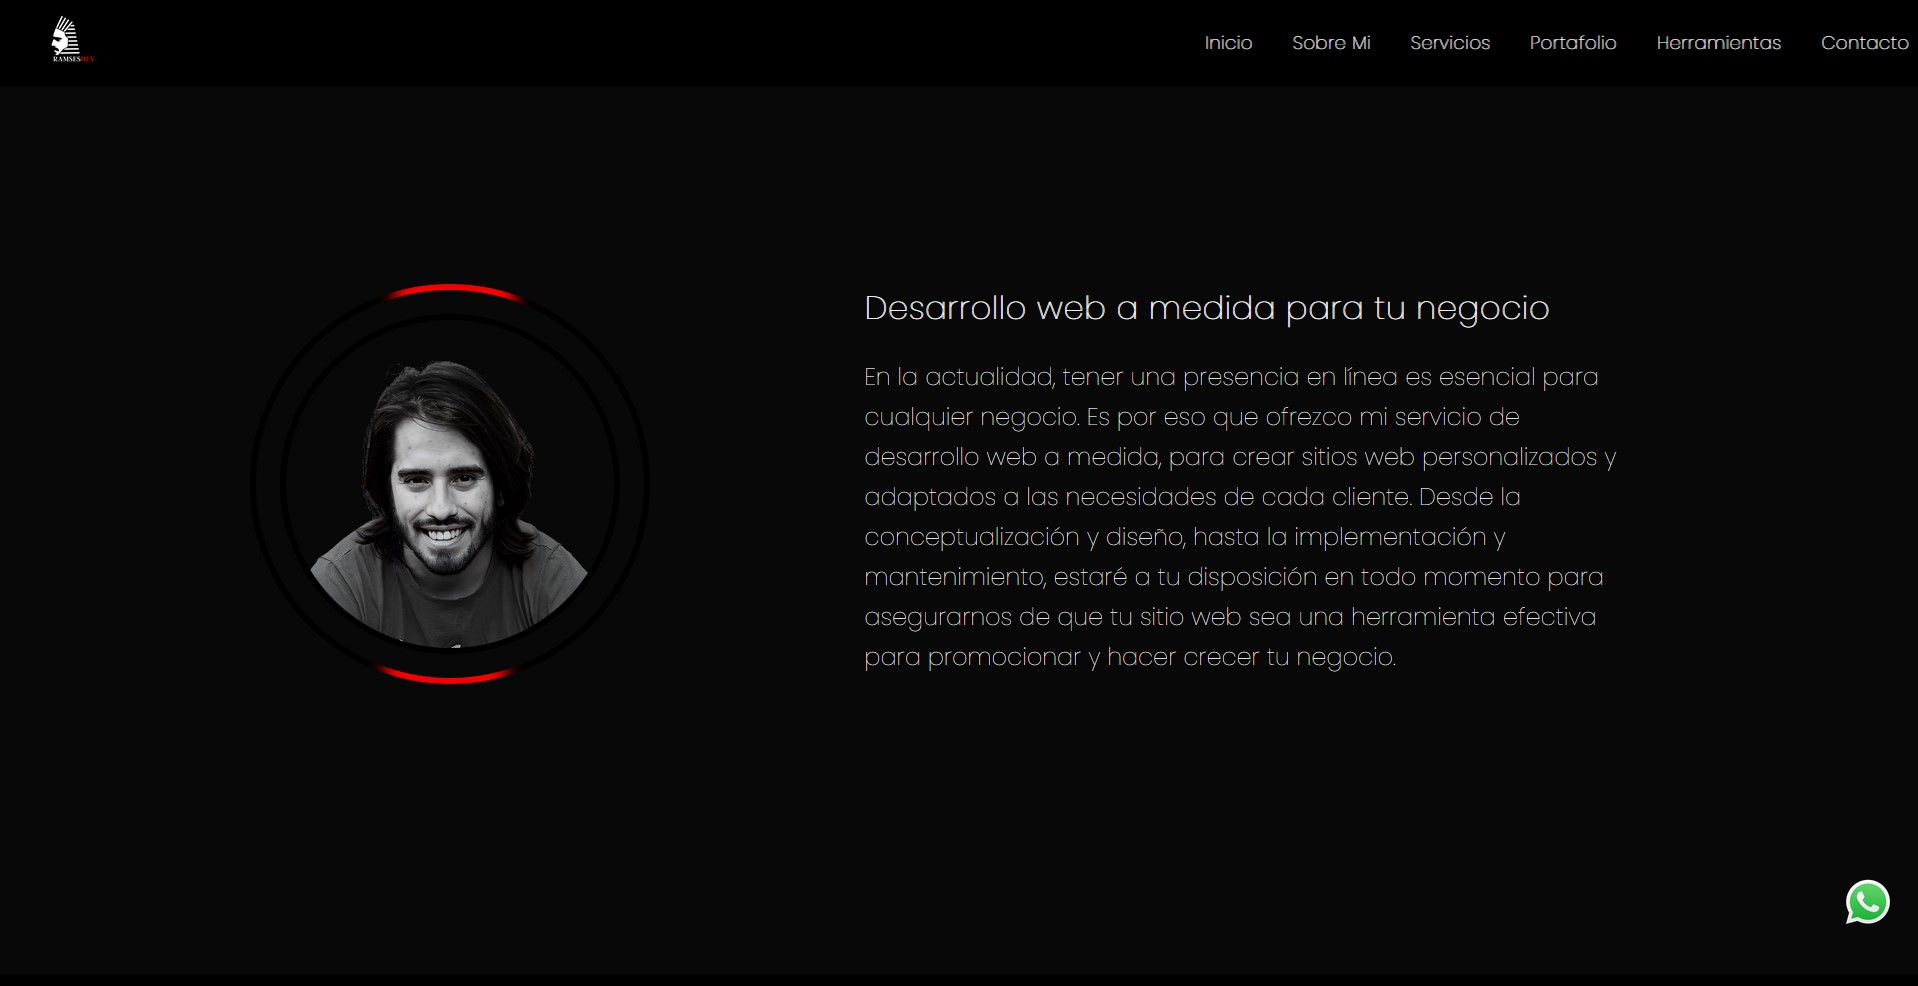 RAMSESDEV
Inicio Sobre Mi Servicios Portafolio Herramientas Contacto
Desarrollo web a medida para tu negocio
En la actualidad, tener una presencia en línea es esencial para
cualquier negocio. Es por eso que ofrezco mi servicio de
desarrollo web a medida, para crear sitios web personalizados y
adaptados a las necesidades de cada cliente. Desde la
conceptualización y diseño, hasta la implementación y
mantenimiento, estaré a tu disposición en todo momento para
asegurarnos de que tu sitio web sea una herramienta efectiva
para promocionar y hacer crecer tu negocio.